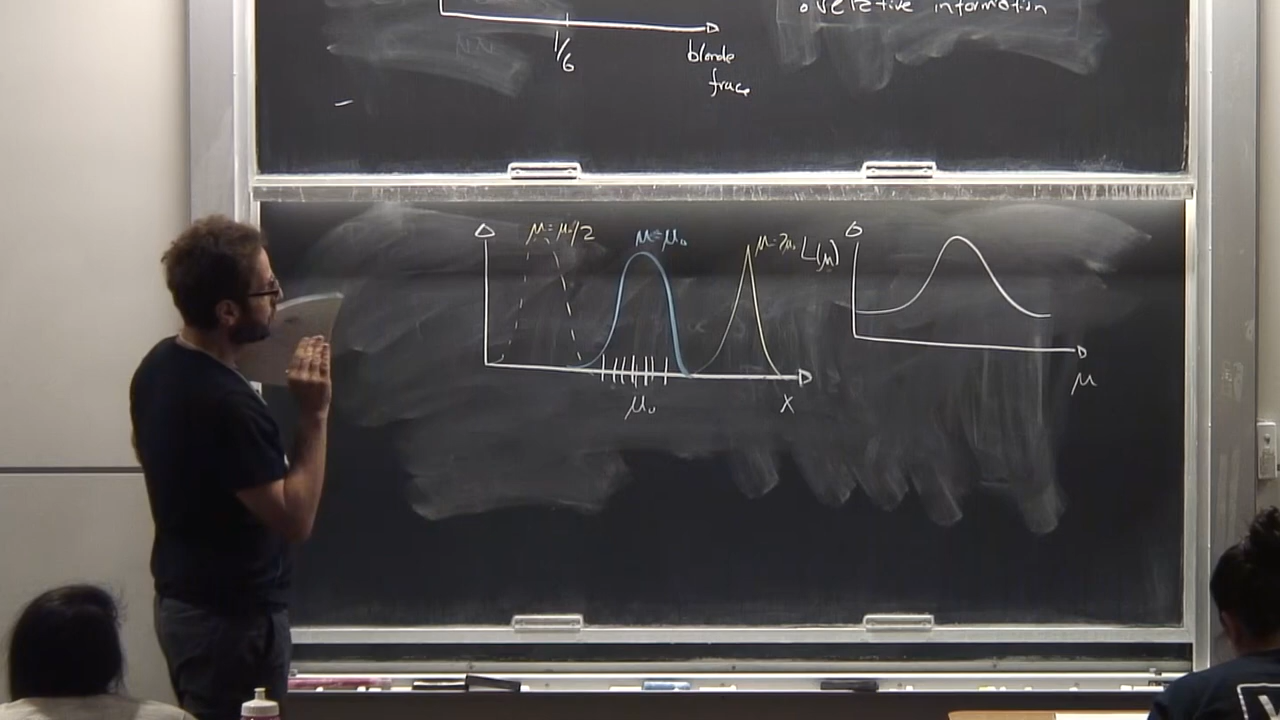 relative information
1/6
blonde
frac
μ=μ₀/2
μ=μ₀
μ=2μ₀
L(μ)
μ₀
X
μ